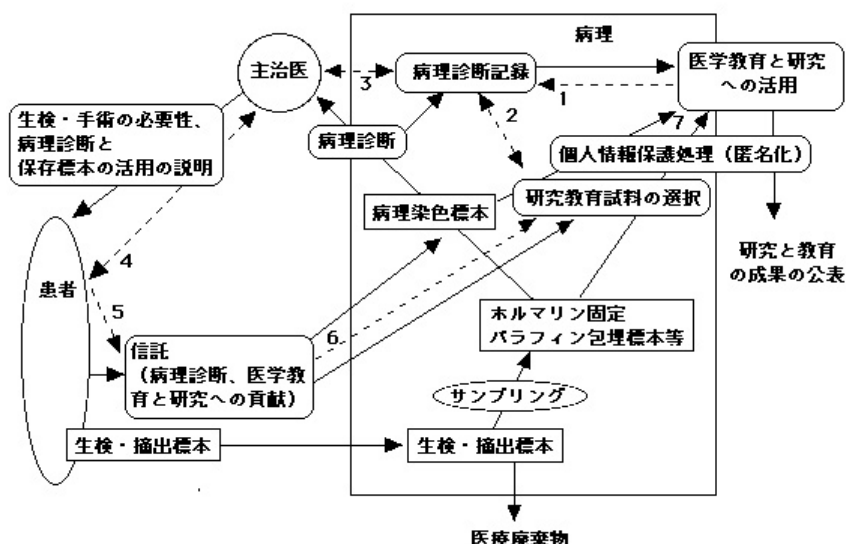 病理
主治医
病理診断記録
医学教育と研究
への活用
3
1
2
7
生検・手術の必要性、
病理診断と
保存標本の活用の説明
病理診断
個人情報保護処理（匿名化）
病理染色標本
研究教育試料の選択
4
患者
5
研究と教育
の成果の公表
ホルマリン固定
パラフィン包埋標本等
6
信託
（病理診断、医学教
育と研究への貢献）
サンプリング
生検・摘出標本
生検・摘出標本
医療廃棄物